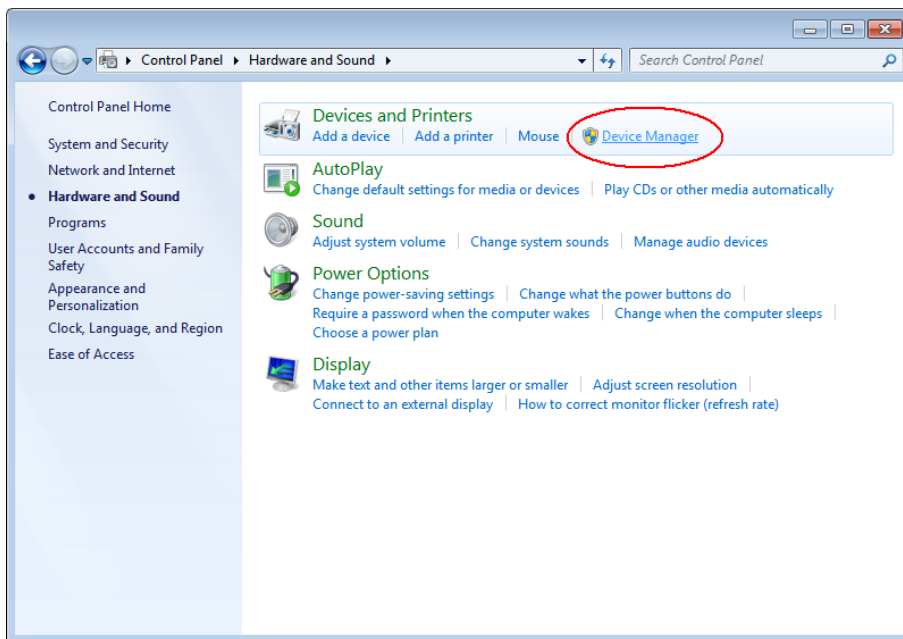 Control Panel Hardware and Sound Search Control Panel
Control Panel Home
System and Security
Network and Internet
Hardware and Sound
Programs
User Accounts and Family
Safety
Appearance and
Personalization
Clock, Language, and Region
Ease of Access
Devices and Printers
Add a device Add a printer Mouse Device Manager
AutoPlay
Change default settings for media or devices Play CDs or other media automatically
Sound
Adjust system volume Change system sounds Manage audio devices
Power Options
Change power-saving settings Change what the power buttons do
Require a password when the computer wakes Change when the computer sleeps
Choose a power plan
Display
Make text and other items larger or smaller Adjust screen resolution
Connect to an external display How to correct monitor flicker (refresh rate)